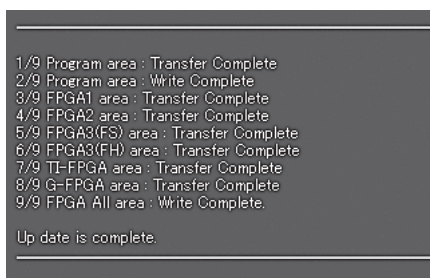 1/9 Program area : Transfer Complete
2/9 Program area : Write Complete
3/9 FPGA1 area : Transfer Complete
4/9 FPGA2 area : Transfer Complete
5/9 FPGA3(FS) area : Transfer Complete
6/9 FPGA3(FH) area : Transfer Complete
7/9 TI-FPGA area : Transfer Complete
8/9 G-FPGA area : Transfer Complete
9/9 FPGA All area : Write Complete.
Up date is complete.